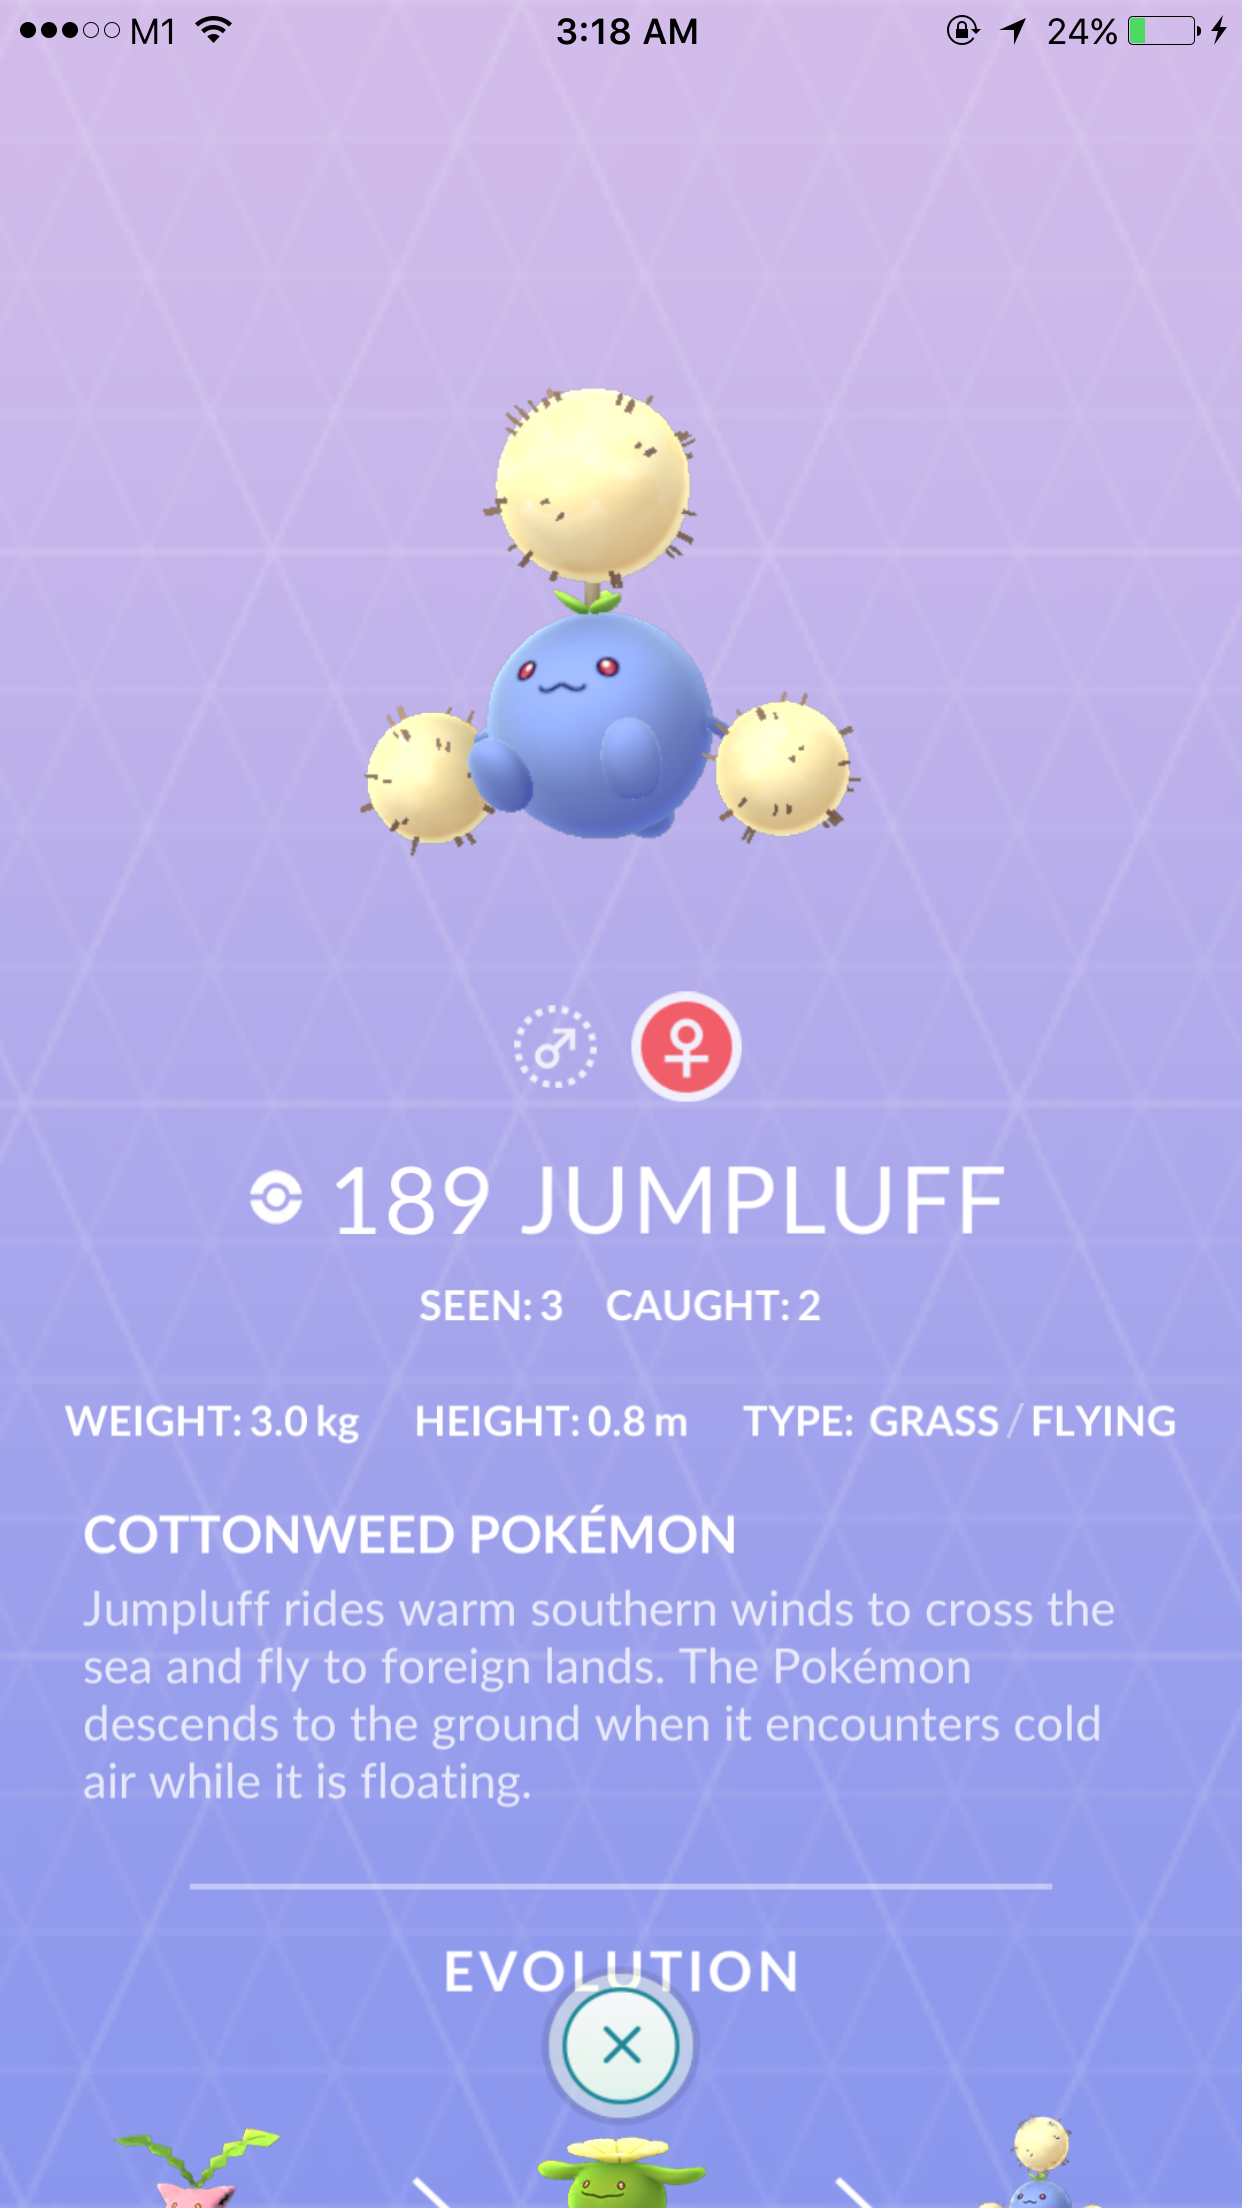 M1 3:18 AM 24%
189 JUMPLUFF
SEEN: 3 CAUGHT: 2
WEIGHT: 3.0 kg HEIGHT: 0.8 m TYPE: GRASS / FLYING
COTTONWEED POKÉMON
Jumpluff rides warm southern winds to cross the
sea and fly to foreign lands. The Pokémon
descends to the ground when it encounters cold
air while it is floating.
EVOLUTION